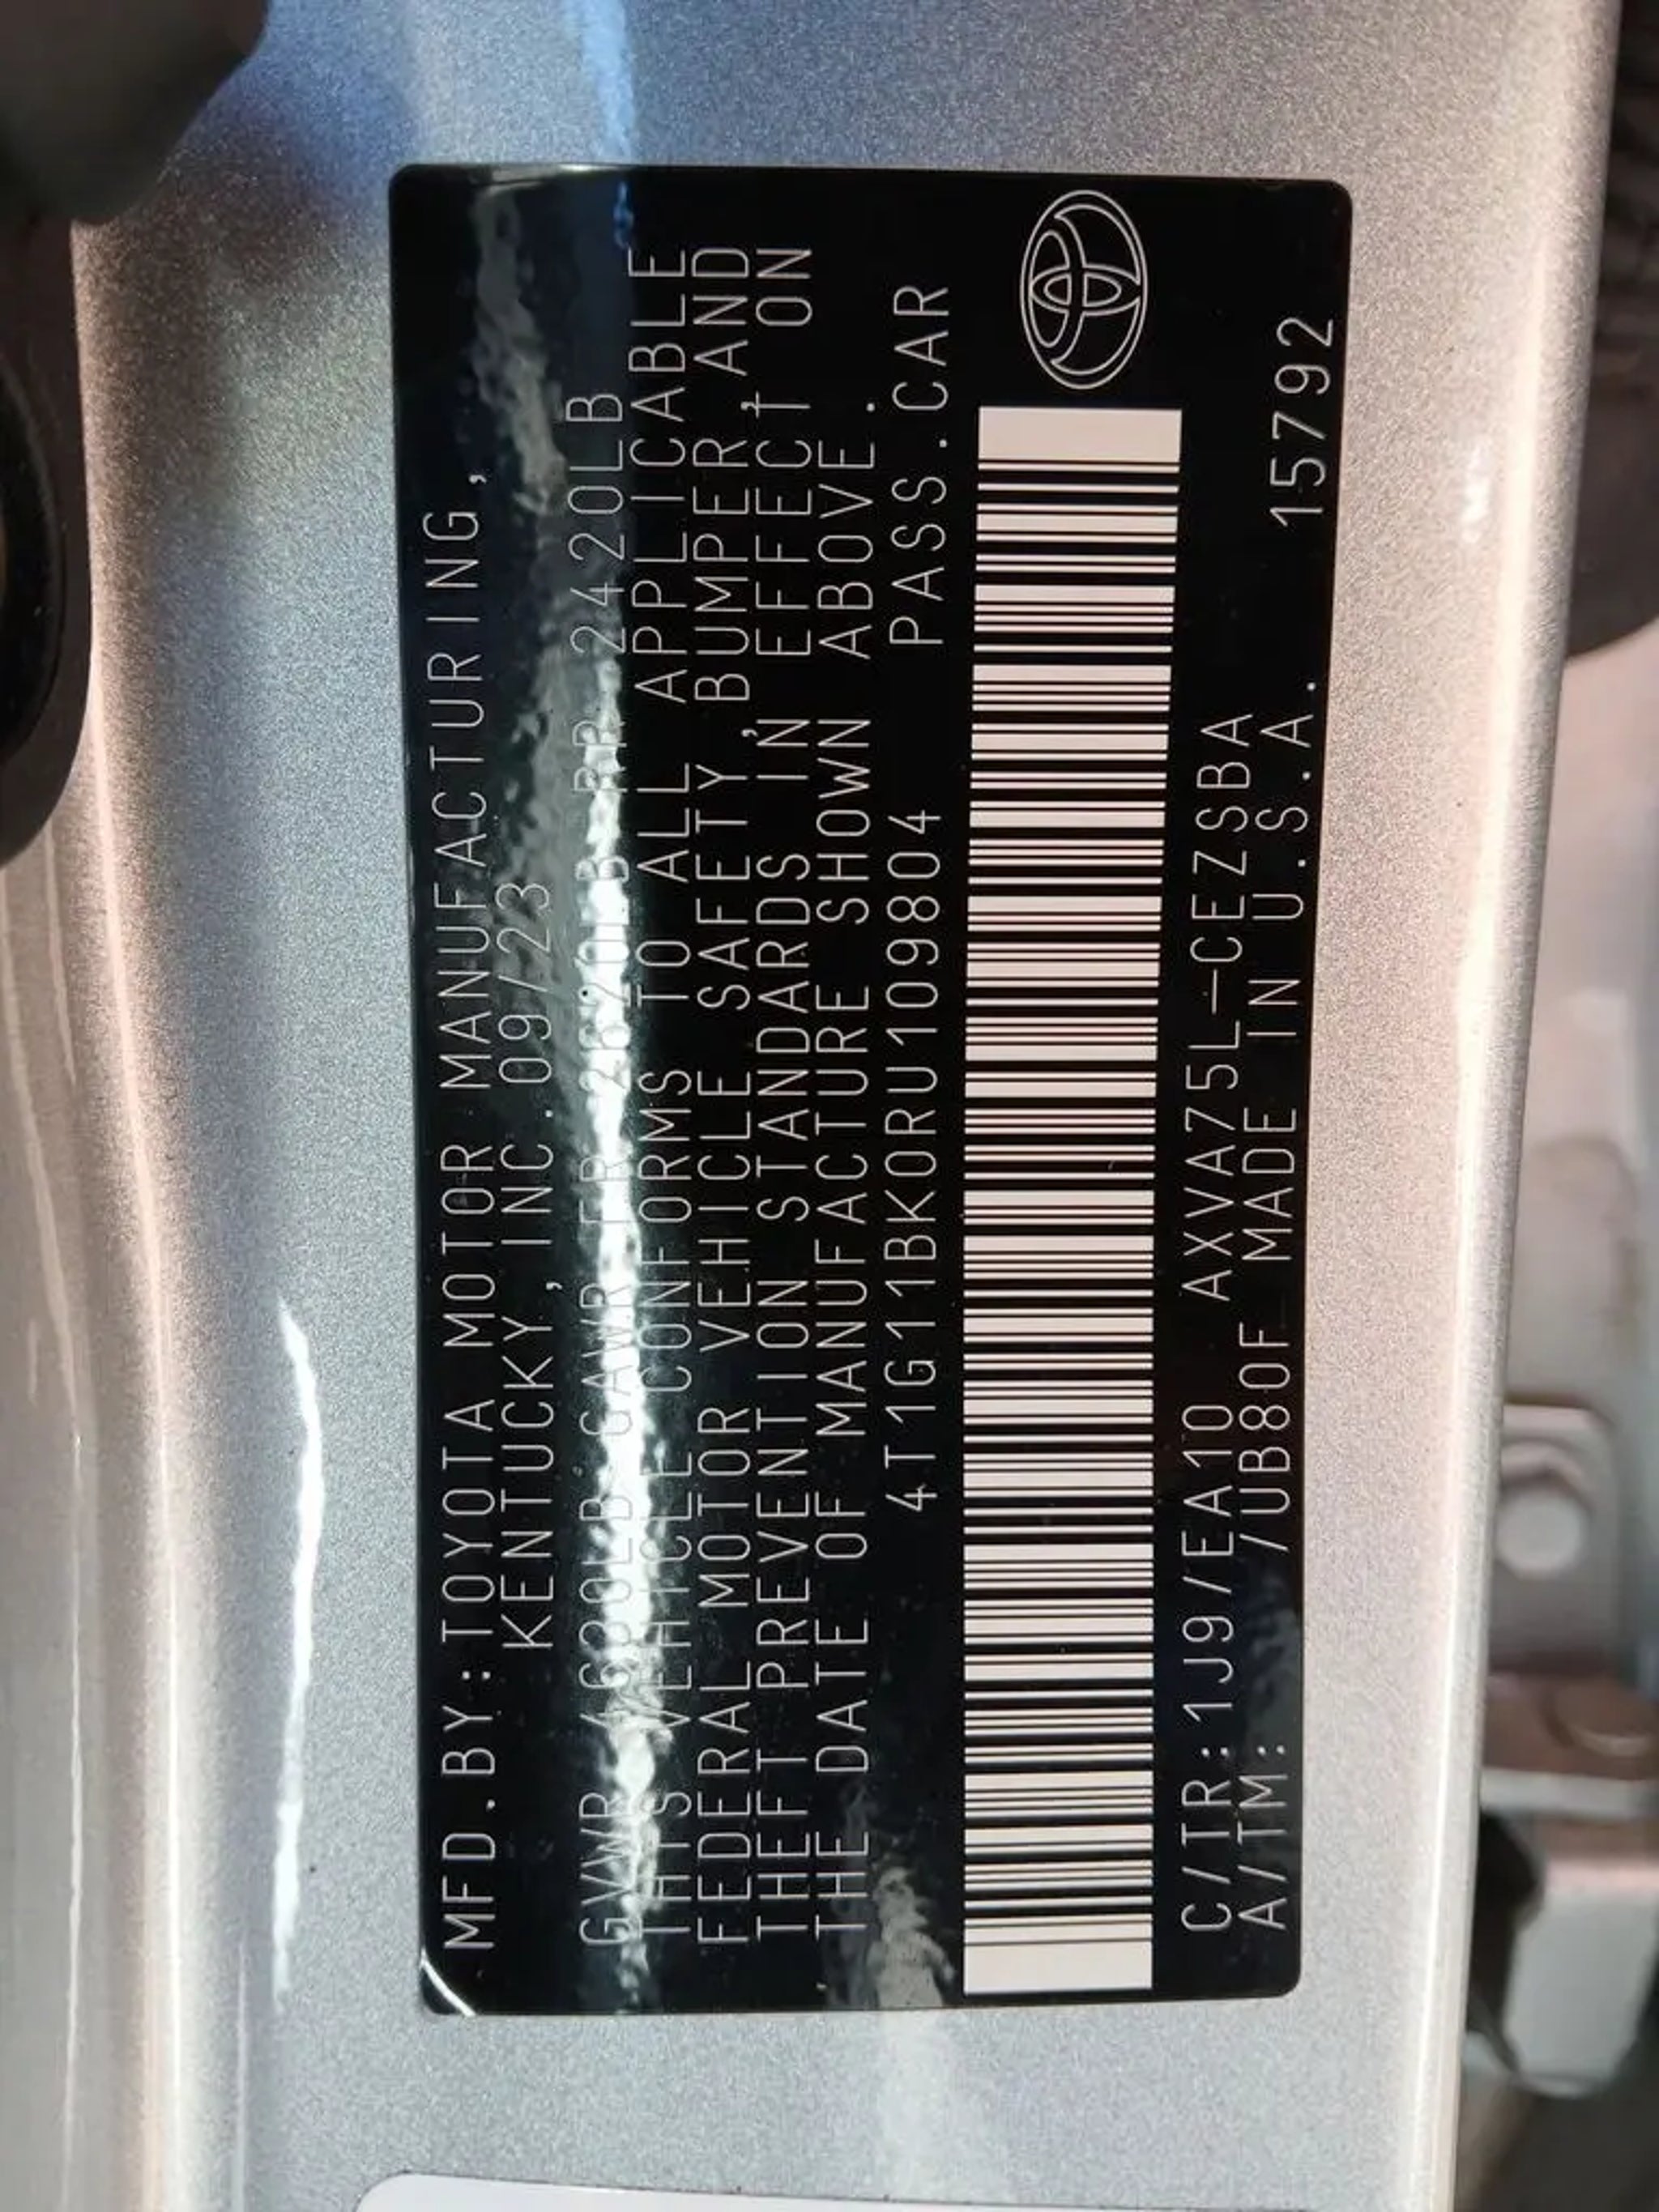 MFD.BY:TOYOTA MOTOR MANUFACTURING,
KENTUCKY, INC.09/23
GVWR 4630LB GAWR FR 2620LB RR 2420LB
THIS VEHICLE CONFORMS TO ALL APPLICABLE
FEDERAL MOTOR VEHICLE SAFETY,BUMPER,AND
THEFT PREVENTION STANDARDS IN EFFECT ON
THE DATE OF MANUFACTURE SHOWN ABOVE.
4T1G11BK0RU109804 PASS.CAR
C/TR:1J9/EA10 AXVA75L-CEZSBA
A/TM: /UB80F MADE IN U.S.A. 15792